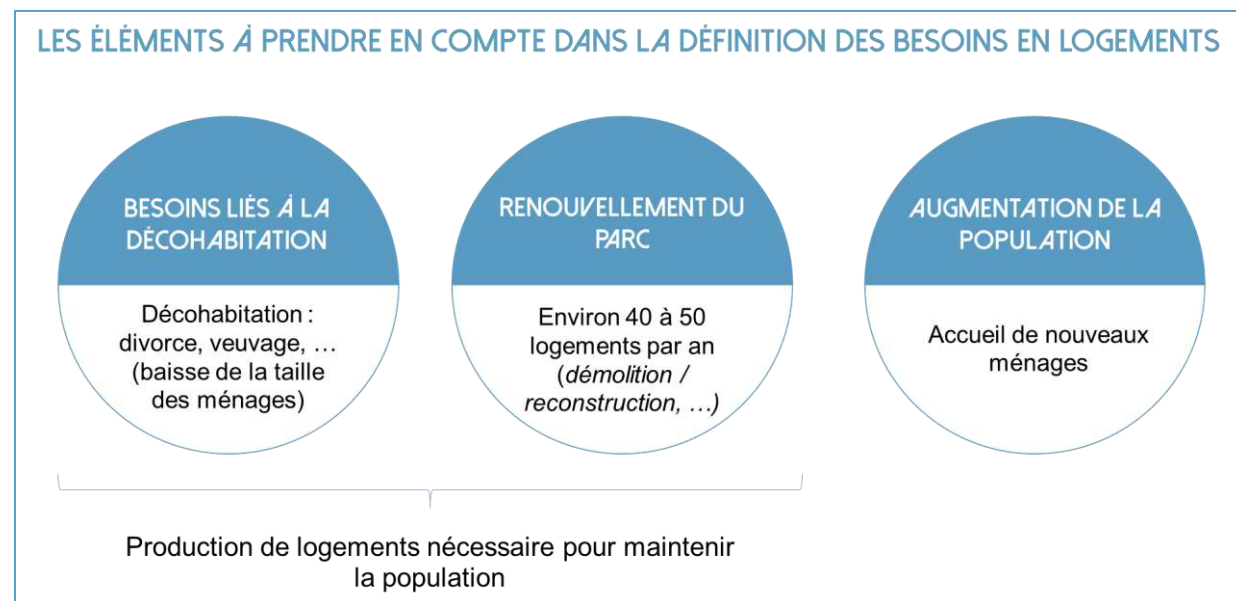 LES ÉLÉMENTS À PRENDRE EN COMPTE DANS LA DÉFINITION DES BESOINS EN LOGEMENTS
BESOINS LIÉS À LA
DÉCOHABITATION
Décohabitation :
divorce, veuvage, …
(baisse de la taille
des ménages)
RENOUVELLEMENT DU
PARC
Environ 40 à 50
logements par an
(démolition /
reconstruction, …)
AUGMENTATION DE LA
POPULATION
Accueil de nouveaux
ménages
Production de logements nécessaire pour maintenir
la population